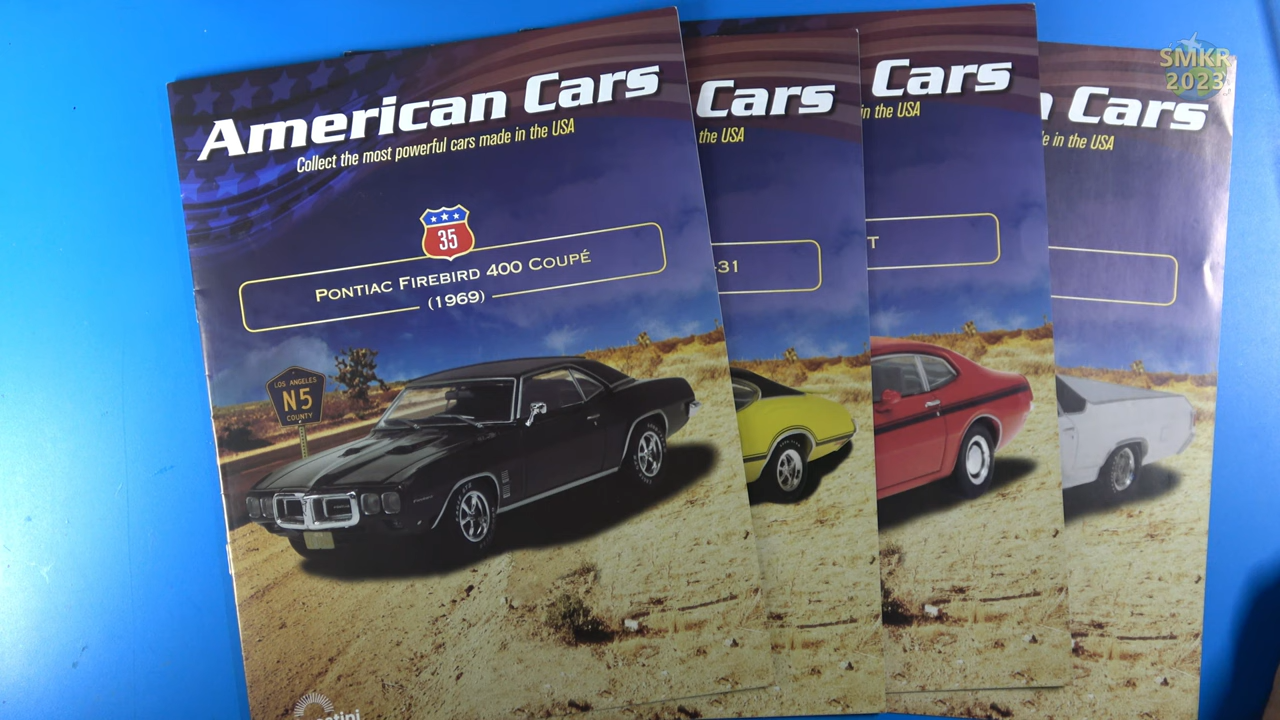 American Cars
Collect the most powerful cars made in the USA
35
PONTIAC FIREBIRD 400 COUPÉ
(1969)
LOS ANGELES
N5
COUNTY
Cars
the USA
-31
Cars
in the USA
T
Cars
in the USA
SMKR
2023